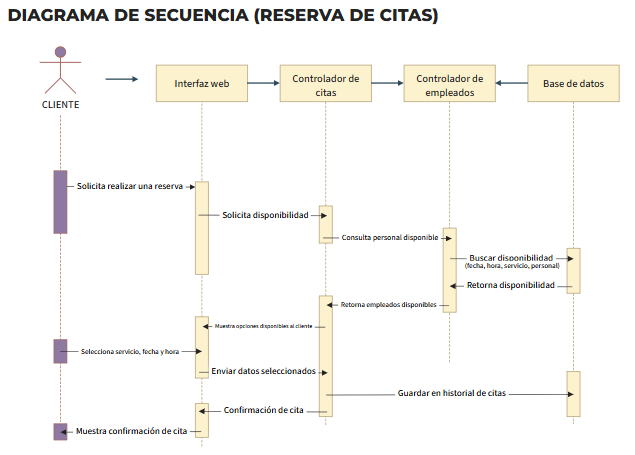 DIAGRAMA DE SECUENCIA (RESERVA DE CITAS)
CLIENTE
Interfaz web
Controlador de
citas
Controlador de
empleados
Base de datos
Solicita realizar una reserva
Solicita disponibilidad
Consulta personal disponible
Buscar disponibilidad
(fecha, hora, servicio, personal)
Retorna disponibilidad
Retorna empleados disponibles
Muestra opciones disponibles al cliente
Selecciona servicio, fecha y hora
Enviar datos seleccionados
Guardar en historial de citas
Confirmación de cita
Muestra confirmación de cita